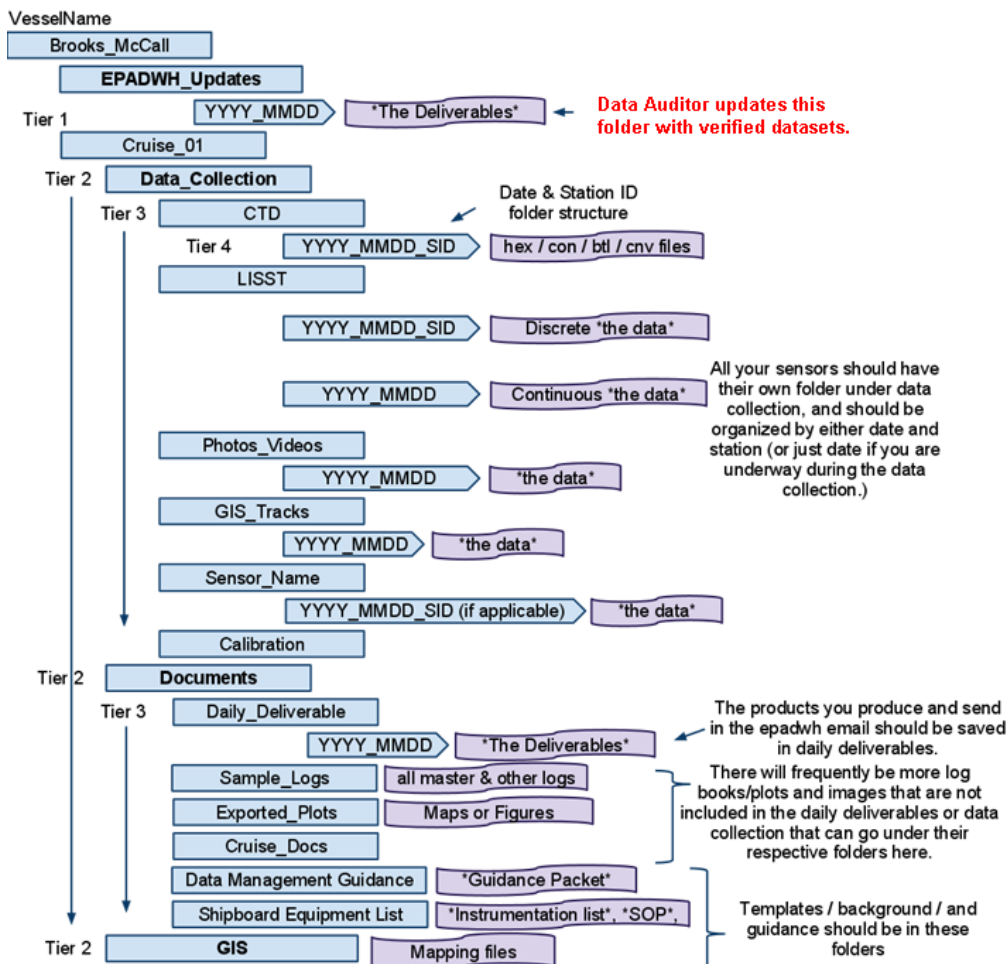 VesselName
Brooks_McCall
EPADWH_Updates
YYYY_MMDD
*The Deliverables*
Data Auditor updates this
folder with verified datasets.
Tier 1
Cruise_01
Tier 2
Data_Collection
Date & Station ID
folder structure
Tier 3
CTD
Tier 4
YYYY_MMDD_SID
hex / con / btl / cnv files
LISST
YYYY_MMDD_SID
Discrete *the data*
YYYY_MMDD
Continuous *the data*
All your sensors should have
their own folder under data
collection, and should be
organized by either date and
station (or just date if you are
underway during the data
collection.)
Photos_Videos
YYYY_MMDD
*the data*
GIS_Tracks
YYYY_MMDD
*the data*
Sensor_Name
YYYY_MMDD_SID (if applicable)
*the data*
Calibration
Tier 2
Documents
Tier 3
Daily_Deliverable
YYYY_MMDD
*The Deliverables*
The products you produce and send
in the epadwh email should be saved
in daily deliverables.
Sample_Logs
all master & other logs
Exported_Plots
Maps or Figures
Cruise_Docs
There will frequently be more log
books/plots and images that are not
included in the daily deliverables or data
collection that can go under their
respective folders here.
Data Management Guidance
*Guidance Packet*
Shipboard Equipment List
*Instrumentation list*, *SOP*,
Templates / background / and
guidance should be in these
folders
Tier 2
GIS
Mapping files